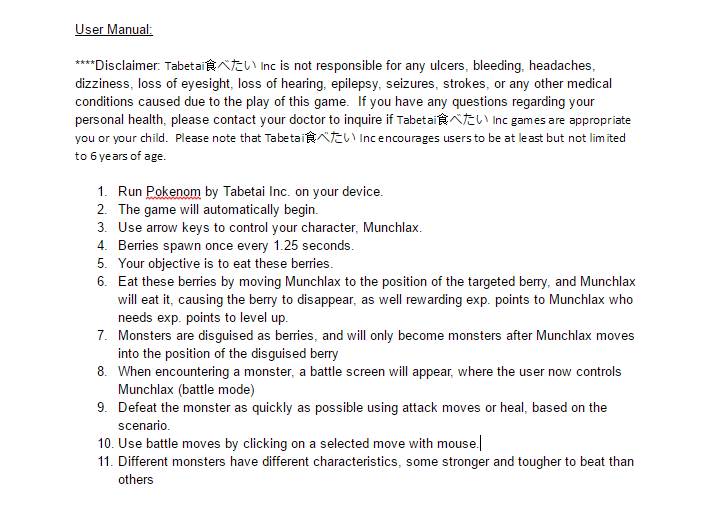 User Manual:
****Disclaimer: Tabetai食べたい Inc is not responsible for any ulcers, bleeding, headaches,
dizziness, loss of eyesight, loss of hearing, epilepsy, seizures, strokes, or any other medical
conditions caused due to the play of this game.  If you have any questions regarding your
personal health, please contact your doctor to inquire if Tabetai食べたい Inc games are appropriate
you or your child.  Please note that Tabetai食べたい Inc encourages users to be at least but not limited
to 6 years of age.
1. Run Pokenom by Tabetai Inc. on your device.
2. The game will automatically begin.
3. Use arrow keys to control your character, Munchlax.
4. Berries spawn once every 1.25 seconds.
5. Your objective is to eat these berries.
6. Eat these berries by moving Munchlax to the position of the targeted berry, and Munchlax
will eat it, causing the berry to disappear, as well rewarding exp. points to Munchlax who
needs exp. points to level up.
7. Monsters are disguised as berries, and will only become monsters after Munchlax moves
into the position of the disguised berry
8. When encountering a monster, a battle screen will appear, where the user now controls
Munchlax (battle mode)
9. Defeat the monster as quickly as possible using attack moves or heal, based on the
scenario.
10. Use battle moves by clicking on a selected move with mouse.
11. Different monsters have different characteristics, some stronger and tougher to beat than
others